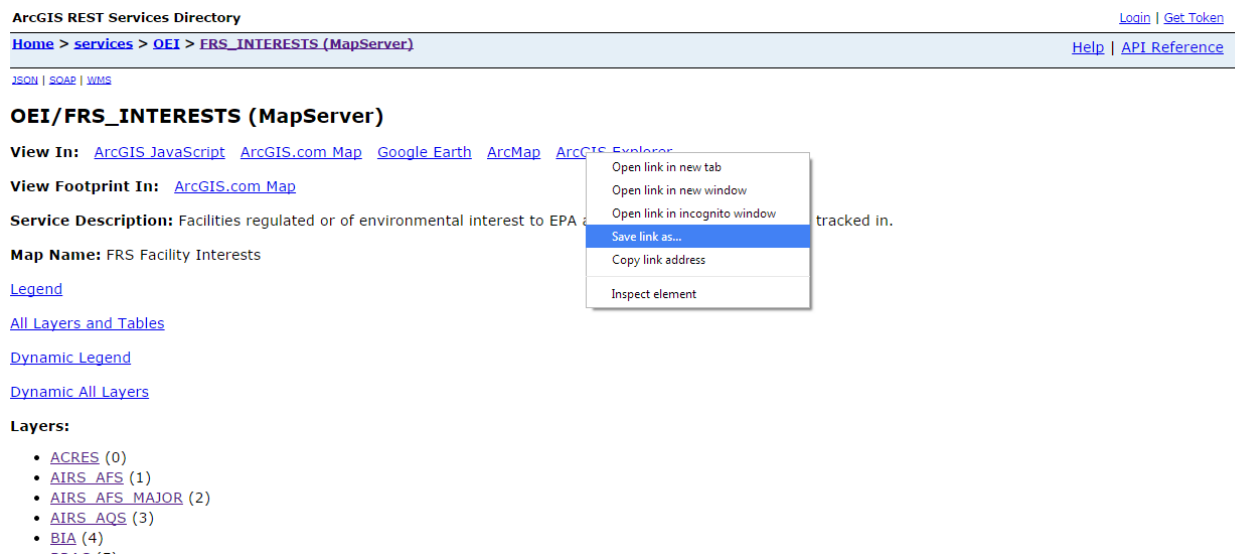 ArcGIS REST Services Directory Login | Get Token
Home > services > OEI > FRS_INTERESTS (MapServer) Help | API Reference
JSON | SOAP | WMS
OEI/FRS_INTERESTS (MapServer)
View In: ArcGIS JavaScript ArcGIS.com Map Google Earth ArcMap ArcGIS Explorer
View Footprint In: ArcGIS.com Map
Service Description: Facilities regulated or of environmental interest to EPA tracked in.
Map Name: FRS Facility Interests
Legend
All Layers and Tables
Dynamic Legend
Dynamic All Layers
Layers:
• ACRES (0)
• AIRS_AFS (1)
• AIRS_AFS_MAJOR (2)
• AIRS_AQS (3)
• BIA (4)
Open link in new tab
Open link in new window
Open link in incognito window
Save link as...
Copy link address
Inspect element